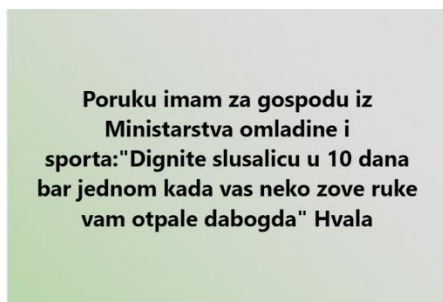 Poruku imam za gospodu iz
Ministarstva omladine i
sporta:"Dignite slusalicu u 10 dana
bar jednom kada vas neko zove ruke
vam otpale dabogda" Hvala